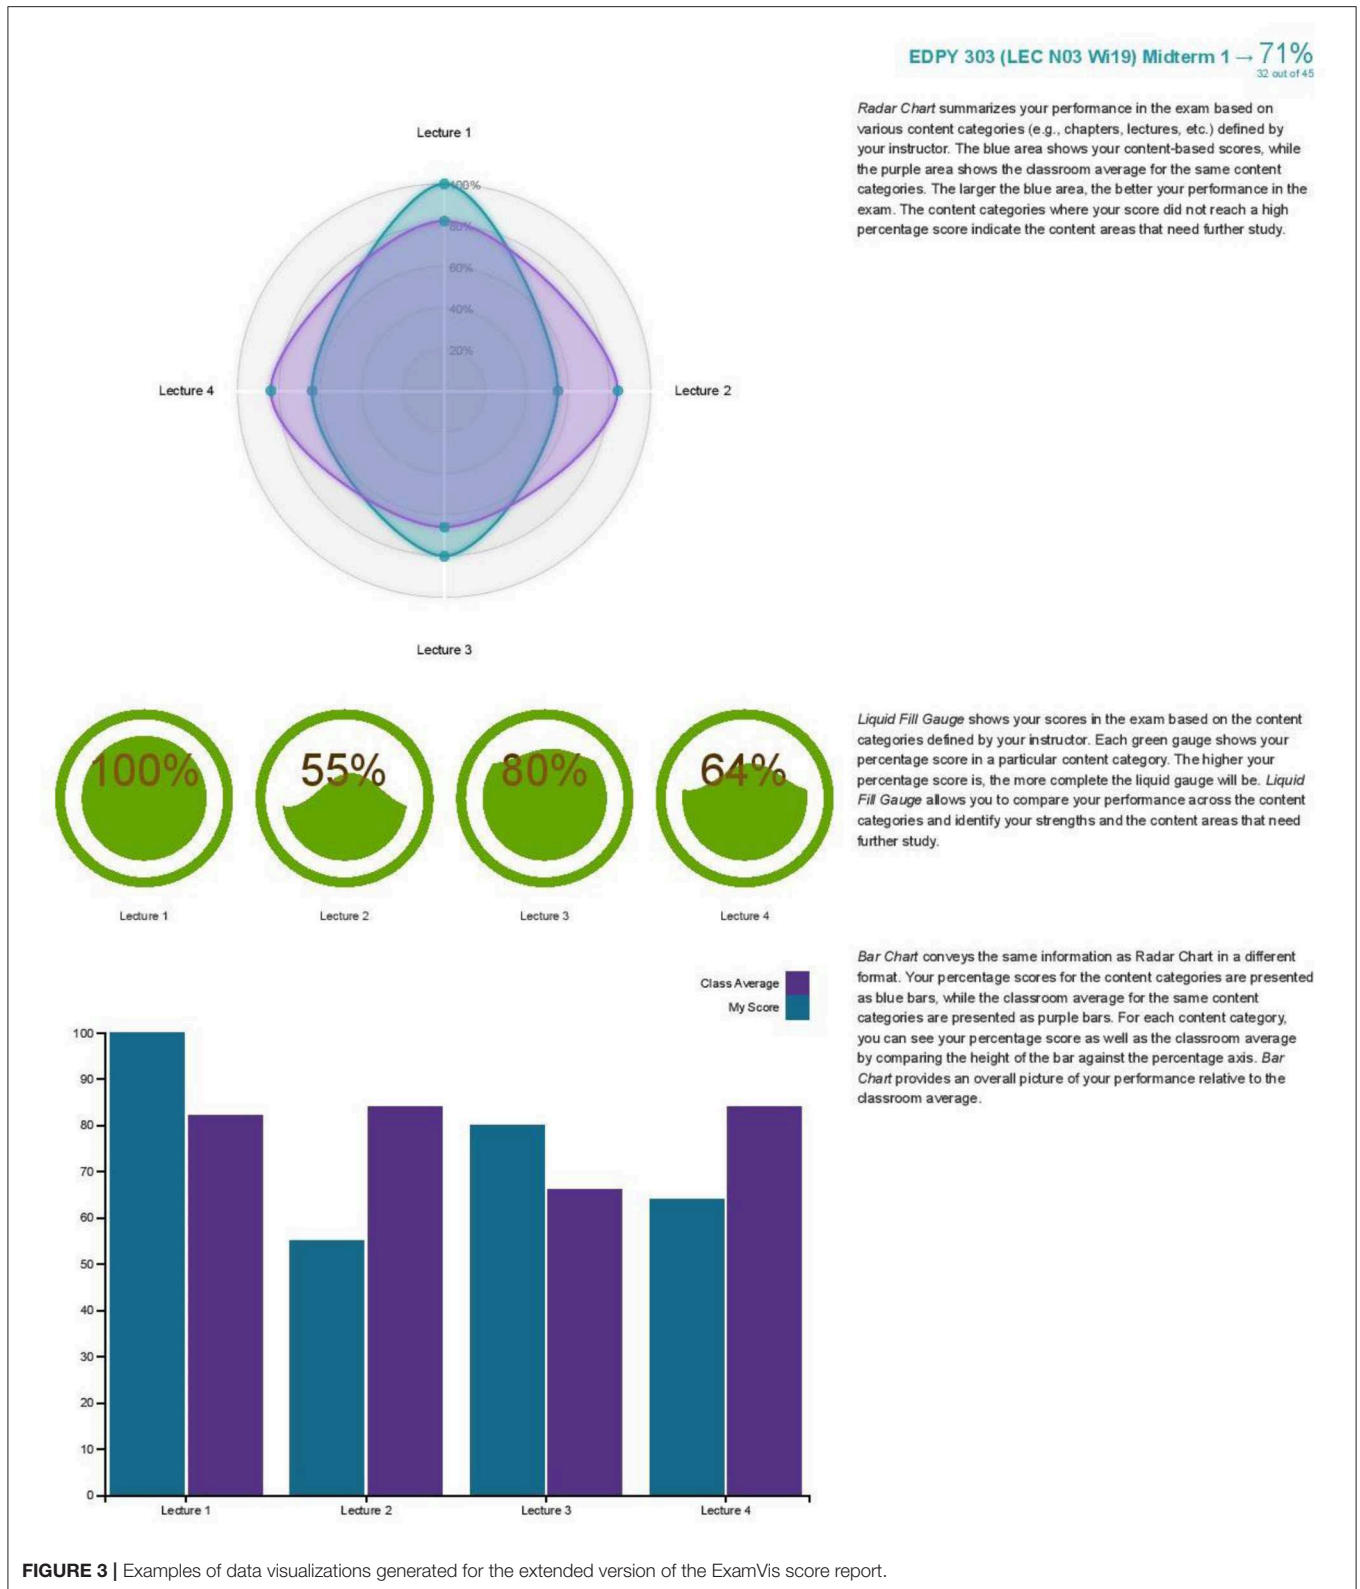 EDPY 303 (LEC N03 Wi19) Midterm 1 → 71%
32 out of 45
Radar Chart summarizes your performance in the exam based on
various content categories (e.g., chapters, lectures, etc.) defined by
your instructor. The blue area shows your content-based scores, while
the purple area shows the classroom average for the same content
categories. The larger the blue area, the better your performance in the
exam. The content categories where your score did not reach a high
percentage score indicate the content areas that need further study.
Lecture 1
100%
80%
60%
40%
20%
Lecture 4
Lecture 2
Lecture 3
100%
55%
80%
64%
Lecture 1
Lecture 2
Lecture 3
Lecture 4
Liquid Fill Gauge shows your scores in the exam based on the content
categories defined by your instructor. Each green gauge shows your
percentage score in a particular content category. The higher your
percentage score is, the more complete the liquid gauge will be. Liquid
Fill Gauge allows you to compare your performance across the content
categories and identify your strengths and the content areas that need
further study.
Class Average
My Score
100
90
80
70
60
50
40
30
20
10
0
Lecture 1
Lecture 2
Lecture 3
Lecture 4
Bar Chart conveys the same information as Radar Chart in a different
format. Your percentage scores for the content categories are presented
as blue bars, while the classroom average for the same content
categories are presented as purple bars. For each content category,
you can see your percentage score as well as the classroom average
by comparing the height of the bar against the percentage axis. Bar
Chart provides an overall picture of your performance relative to the
classroom average.
FIGURE 3 | Examples of data visualizations generated for the extended version of the ExamVis score report.